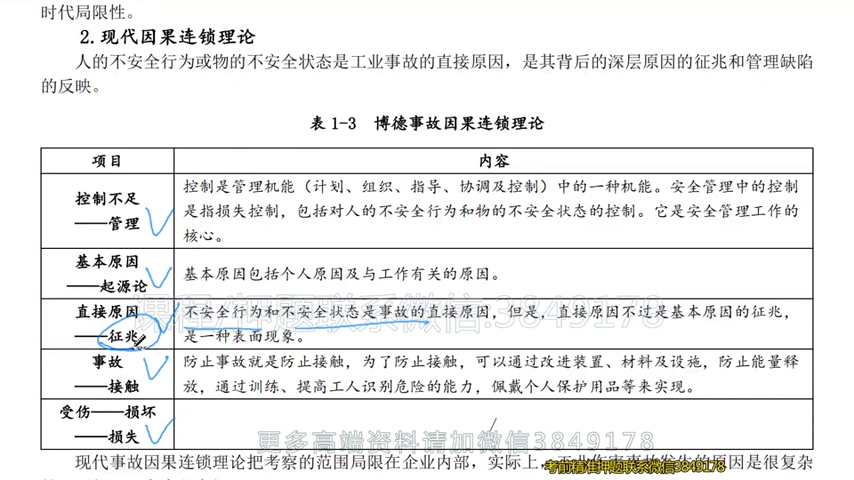 时代局限性。
2.现代因果连锁理论
人的不安全行为或物的不安全状态是工业事故的直接原因，是其背后的深层原因的征兆和管理缺陷
的反映。
表 1-3 博德事故因果连锁理论
项目 内容
控制不足
——管理
控制是管理机能（计划、组织、指导、协调及控制）中的一种机能。安全管理中的控制
是指损失控制，包括对人的不安全行为和物的不安全状态的控制。它是安全管理工作的
核心。
基本原因
——起源论
基本原因包括个人原因及与工作有关的原因。
直接原因
——征兆
不安全行为和不安全状态是事故的直接原因，但是，直接原因不过是基本原因的征兆，
是一种表面现象。
事故
——接触
防止事故就是防止接触，为了防止接触，可以通过改进装置、材料及设施，防止能量释
放，通过训练、提高工人识别危险的能力，佩戴个人保护用品等来实现。
受伤——损坏
——损失
课程/押题联系微信:3849178
更多高端资料请加微信3849178
现代事故因果连锁理论把考察的范围局限在企业内部，实际上，工业伤害事故发生的原因是很复杂
考前精准押题联系微信3849178